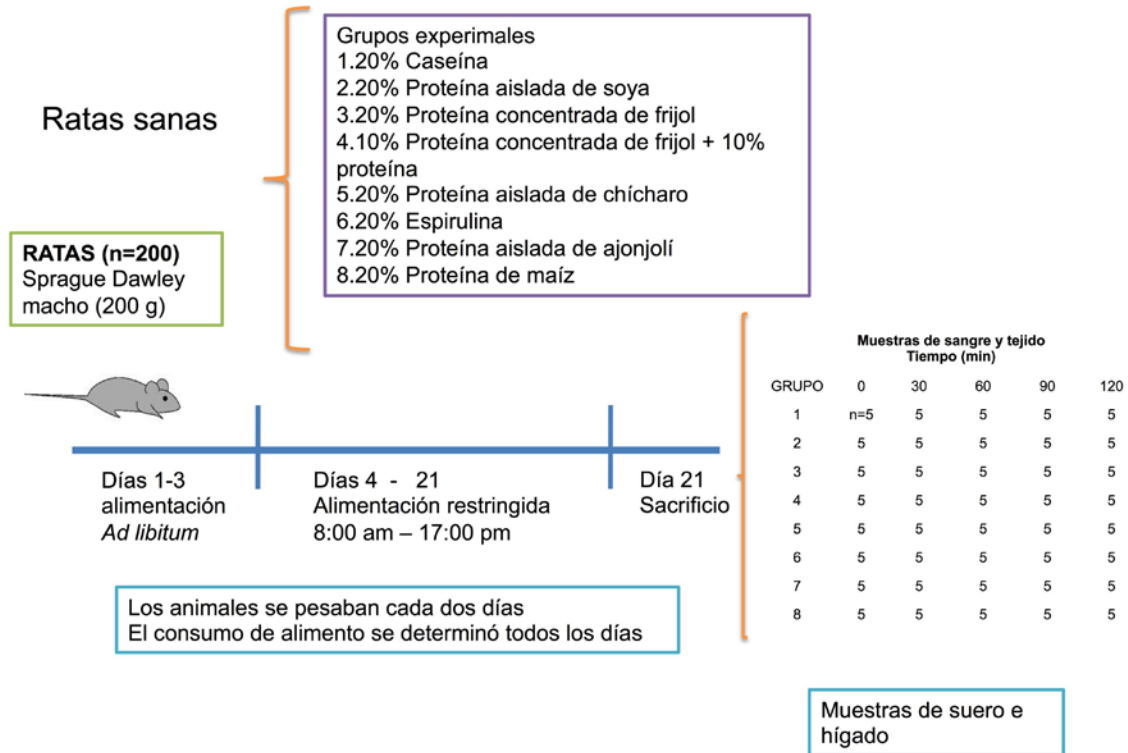 Ratas sanas
Grupos experimales
1.20% Caseína
2.20% Proteína aislada de soya
3.20% Proteína concentrada de frijol
4.10% Proteína concentrada de frijol + 10%
proteína
5.20% Proteína aislada de chícharo
6.20% Espirulina
7.20% Proteína aislada de ajonjolí
8.20% Proteína de maíz
RATAS (n=200)
Sprague Dawley
macho (200 g)
Días 1-3
alimentación
Ad libitum
Días 4 - 21
Alimentación restringida
8:00 am – 17:00 pm
Día 21
Sacrificio
Los animales se pesaban cada dos días
El consumo de alimento se determinó todos los días
Muestras de sangre y tejido
Tiempo (min)
GRUPO 0 30 60 90 120
1 n=5 5 5 5 5
2 5 5 5 5 5
3 5 5 5 5 5
4 5 5 5 5 5
5 5 5 5 5 5
6 5 5 5 5 5
7 5 5 5 5 5
8 5 5 5 5 5
Muestras de suero e
hígado